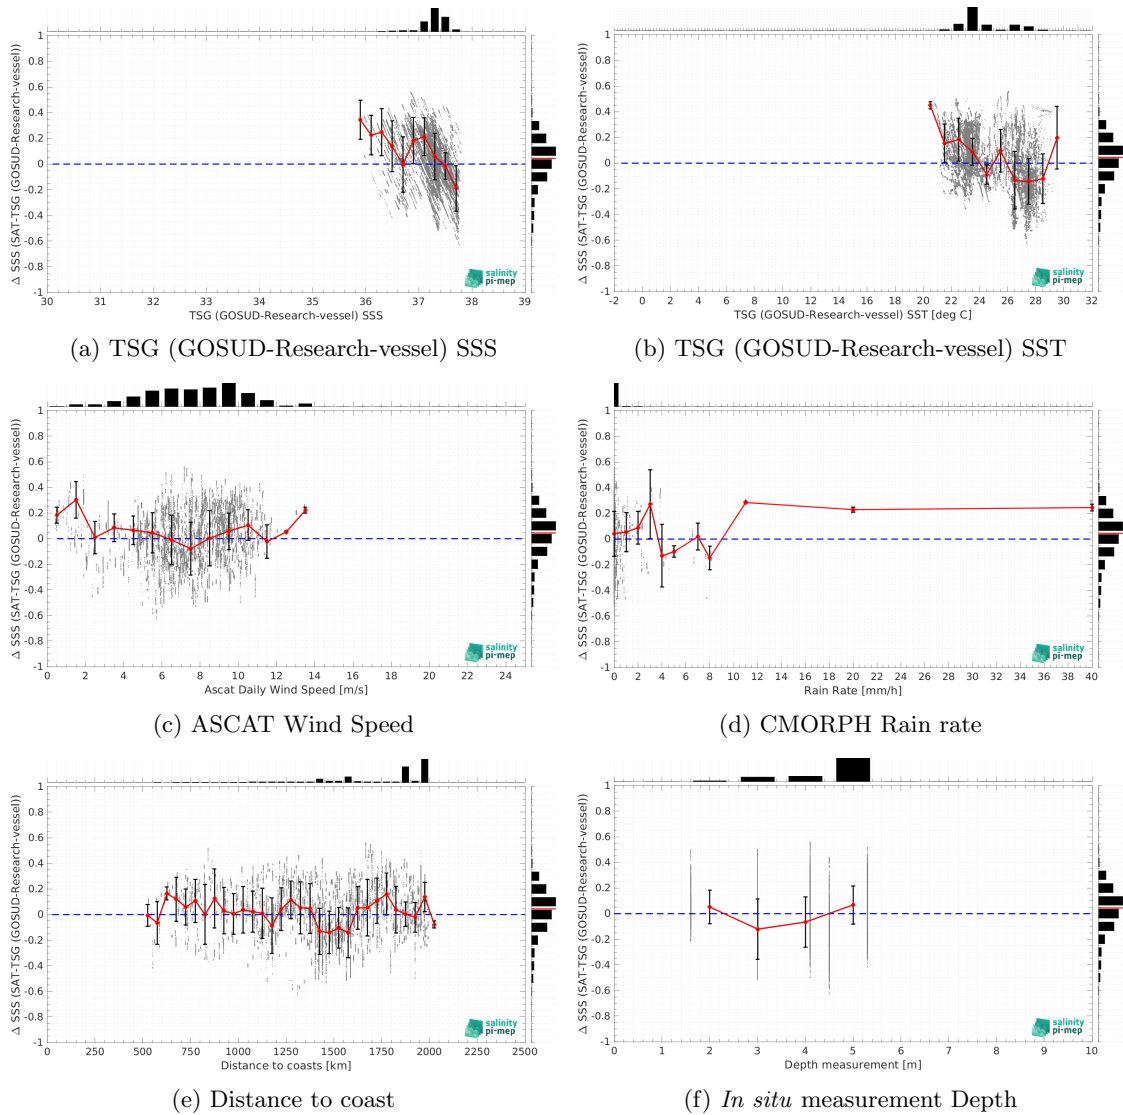 1
0.8
0.6
0.4
0.2
0
-0.2
-0.4
-0.6
-0.8
-1
Δ SSS (SAT-TSG (GOSUD-Research-vessel))
30 31 32 33 34 35 36 37 38 39
TSG (GOSUD-Research-vessel) SSS
salinity
pi-mep
(a) TSG (GOSUD-Research-vessel) SSS
1
0.8
0.6
0.4
0.2
0
-0.2
-0.4
-0.6
-0.8
-1
Δ SSS (SAT-TSG (GOSUD-Research-vessel))
-2 0 2 4 6 8 10 12 14 16 18 20 22 24 26 28 30 32
TSG (GOSUD-Research-vessel) SST [deg C]
salinity
pi-mep
(b) TSG (GOSUD-Research-vessel) SST
1
0.8
0.6
0.4
0.2
0
-0.2
-0.4
-0.6
-0.8
-1
Δ SSS (SAT-TSG (GOSUD-Research-vessel))
0 2 4 6 8 10 12 14 16 18 20 22 24
Ascat Daily Wind Speed [m/s]
salinity
pi-mep
(c) ASCAT Wind Speed
1
0.8
0.6
0.4
0.2
0
-0.2
-0.4
-0.6
-0.8
-1
Δ SSS (SAT-TSG (GOSUD-Research-vessel))
0 2 4 6 8 10 12 14 16 18 20 22 24 26 28 30 32 34 36 38 40
Rain Rate [mm/h]
salinity
pi-mep
(d) CMORPH Rain rate
1
0.8
0.6
0.4
0.2
0
-0.2
-0.4
-0.6
-0.8
-1
Δ SSS (SAT-TSG (GOSUD-Research-vessel))
0 250 500 750 1000 1250 1500 1750 2000 2250 2500
Distance to coasts [km]
salinity
pi-mep
(e) Distance to coast
1
0.8
0.6
0.4
0.2
0
-0.2
-0.4
-0.6
-0.8
-1
Δ SSS (SAT-TSG (GOSUD-Research-vessel))
0 1 2 3 4 5 6 7 8 9 10
Depth measurement [m]
salinity
pi-mep
(f) In situ measurement Depth